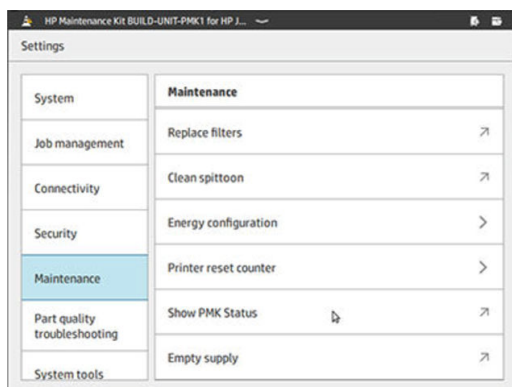 HP Maintenance Kit BUILD-UNIT-PMK1 for HP J...
Settings
System
Job management
Connectivity
Security
Maintenance
Part quality
troubleshooting
System tools
Maintenance
Replace filters
Clean spittoon
Energy configuration
Printer reset counter
Show PMK Status
Empty supply